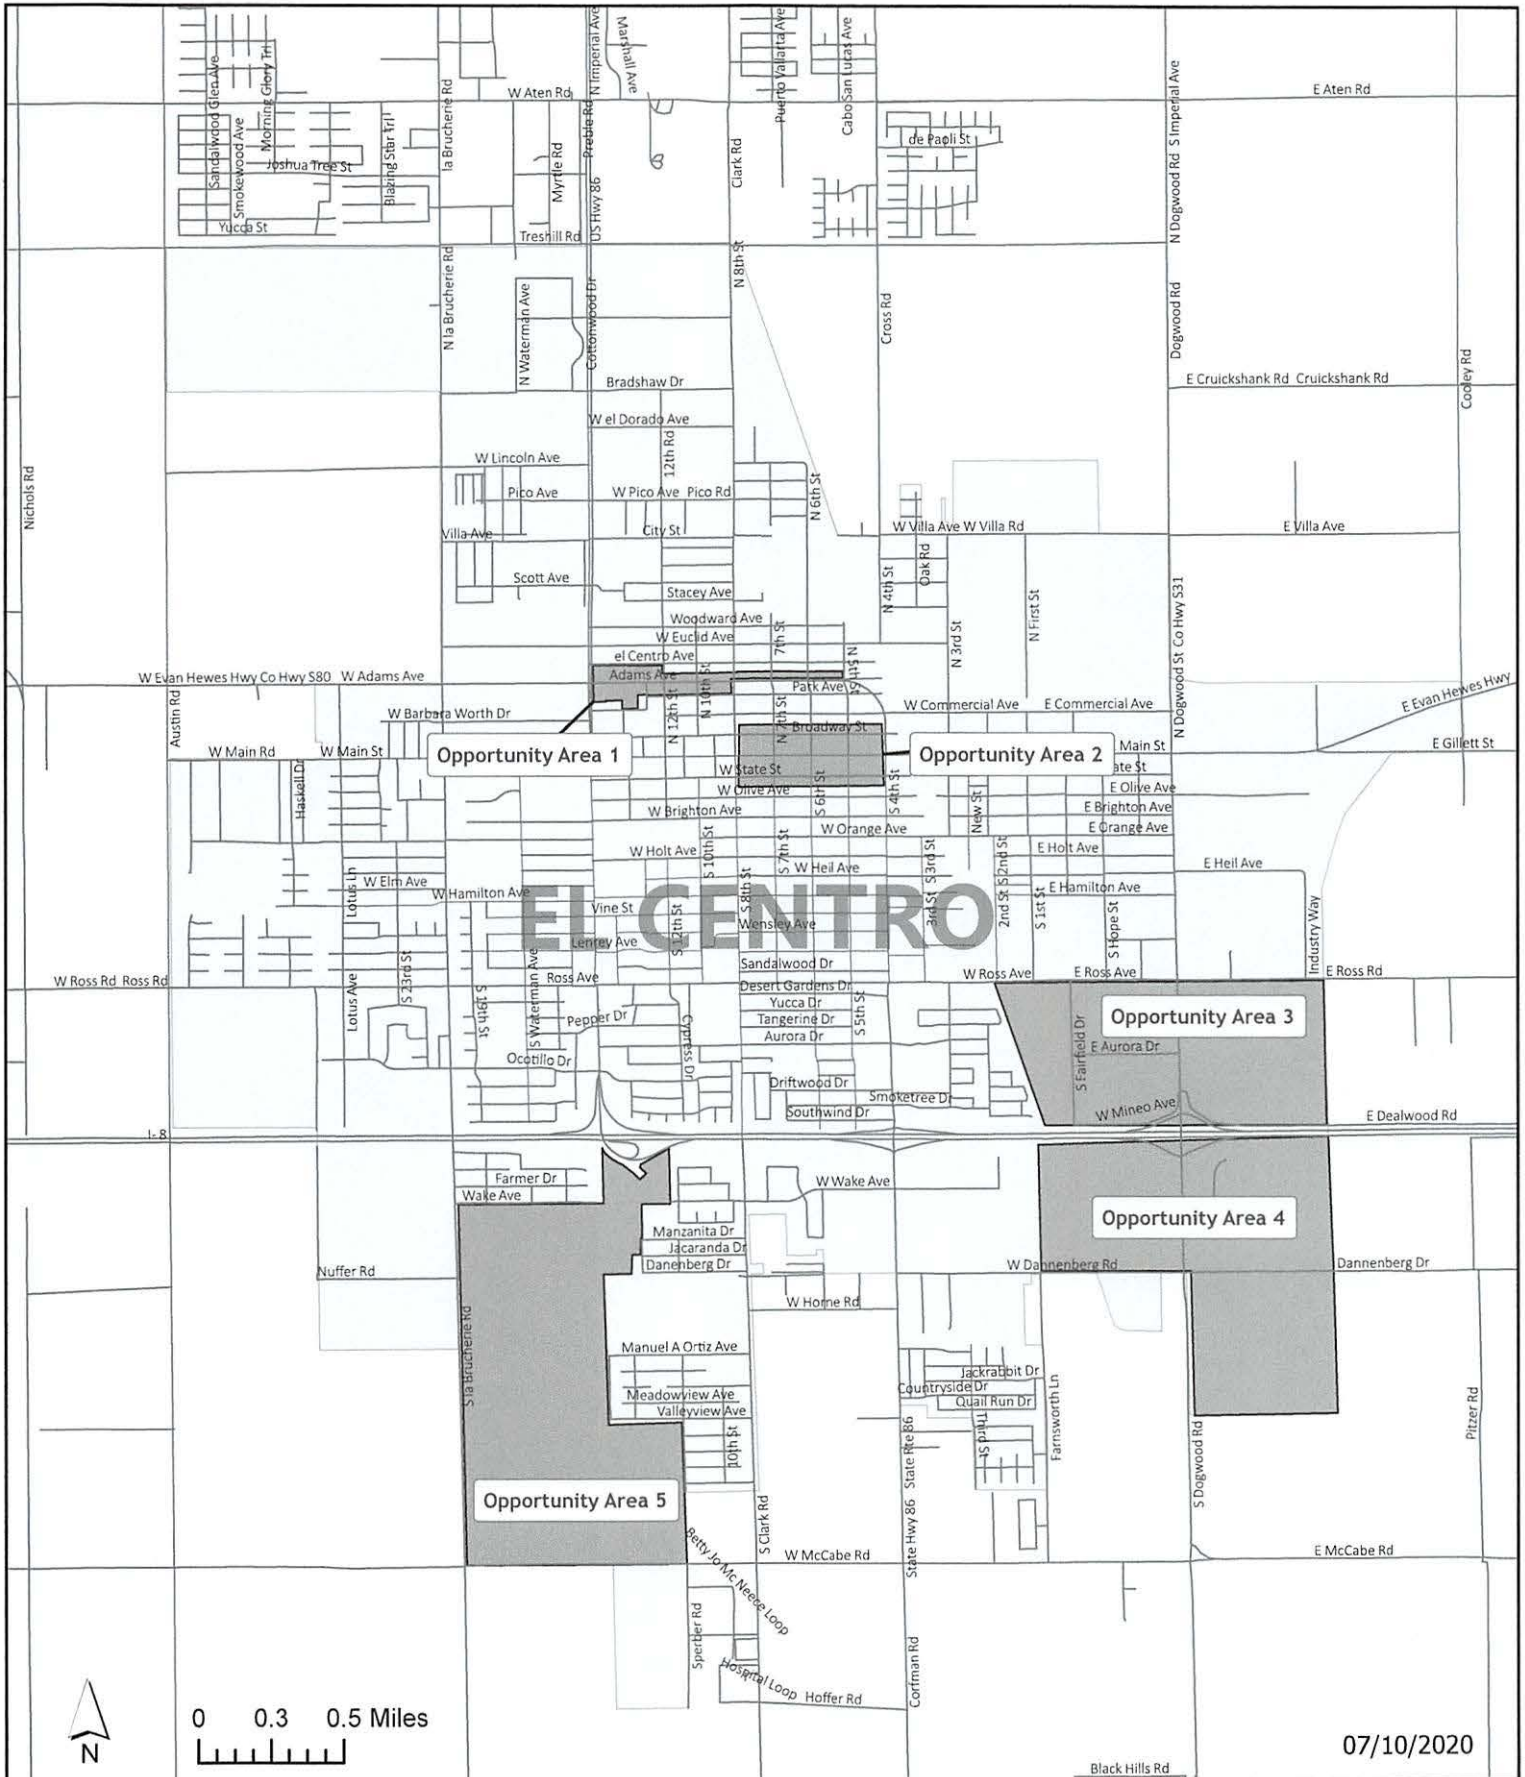 N Imperial Ave
Marshall Ave
Puerto Vallarta Ave
Cabo San Lucas Ave
Sandalwood Glen Ave
Morning Glory Trl
la Brucherie Rd
W Aten Rd
E Aten Rd
N Dogwood Rd S Imperial Ave
Smokewood Ave
Joshua Tree St
Blazing Star Trl
Myrtle Rd
Preble Rd
US Hwy 86
Clark Rd
de Paoli St
Yucca St
Treshill Rd
N la Brucherie Rd
N Waterman Ave
Cottonwood Dr
N 8th St
Cross Rd
Dogwood Rd
Bradshaw Dr
E Cruickshank Rd Cruickshank Rd
Cooley Rd
W el Dorado Ave
12th Rd
W Lincoln Ave
Nichols Rd
Pico Ave
W Pico Ave Pico Rd
N 6th St
Villa Ave
City St
W Villa Ave W Villa Rd
E Villa Ave
Scott Ave
Stacey Ave
N 4th St
Oak Rd
N First St
N 3rd St
N Dogwood St Co Hwy S31
Woodward Ave
W Euclid Ave
7th St
el Centro Ave
N 5th St
W Evan Hewes Hwy Co Hwy S80 W Adams Ave
Adams Ave
Park Ave
E Evan Hewes Hwy
Austin Rd
W Barbara Worth Dr
N 12th St
N 10th St
N 7th St
W Commercial Ave
E Commercial Ave
Broadway St
W Main Rd
W Main St
Opportunity Area 1
Opportunity Area 2
Main St
E Gillett St
Haskell Dr
W State St
ate St
W Olive Ave
E Olive Ave
S 6th St
S 4th St
New St
W Brighton Ave
E Brighton Ave
W Orange Ave
E Orange Ave
W Holt Ave
S 10th St
S 7th St
E Holt Ave
W Heil Ave
E Heil Ave
S 3rd St
S 2nd St
Lotus Ln
W Elm Ave
W Hamilton Ave
E Hamilton Ave
EL CENTRO
S 8th St
Vine St
S 12th St
Wensley Ave
3rd St
2nd St
S 1st St
S Hope St
Industry Way
Lenrey Ave
Sandalwood Dr
W Ross Rd Ross Rd
Ross Ave
W Ross Ave
E Ross Ave
E Ross Rd
Lotus Ave
S 23rd St
S 19th St
S Waterman Ave
Desert Gardens Dr
Yucca Dr
Pepper Dr
Tangerine Dr
S 5th St
Opportunity Area 3
Cypress Dr
Aurora Dr
S Fairfield Dr
E Aurora Dr
Ocotillo Dr
Driftwood Dr
Smoketree Dr
Southwind Dr
W Mineo Ave
E Dealwood Rd
I-8
Farmer Dr
Wake Ave
W Wake Ave
Opportunity Area 4
Manzanita Dr
Jacaranda Dr
Danenberg Dr
W Dannenberg Rd
Dannenberg Dr
Nuffer Rd
W Horne Rd
S la Brucherie Rd
Manuel A Ortiz Ave
Jackrabbit Dr
Countryside Dr
Quail Run Dr
Meadowview Ave
Valleyview Ave
10th St
Third St
Farnsworth Ln
S Dogwood Rd
Pitzer Rd
State Hwy 86 State Rte 86
Opportunity Area 5
S Clark Rd
Betty Jo Mc Neece Loop
W McCabe Rd
E McCabe Rd
Sperber Rd
Hospital Loop
Hoffer Rd
Corfman Rd
0 0.3 0.5 Miles
N
07/10/2020
Black Hills Rd